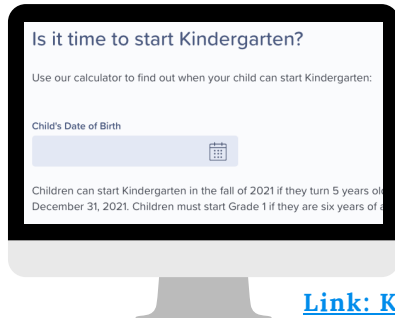 Is it time to start Kindergarten?
Use our calculator to find out when your child can start Kindergarten:
Child's Date of Birth
Children can start Kindergarten in the fall of 2021 if they turn 5 years
December 31, 2021. Children must start Grade 1 if they are six years of
Link: